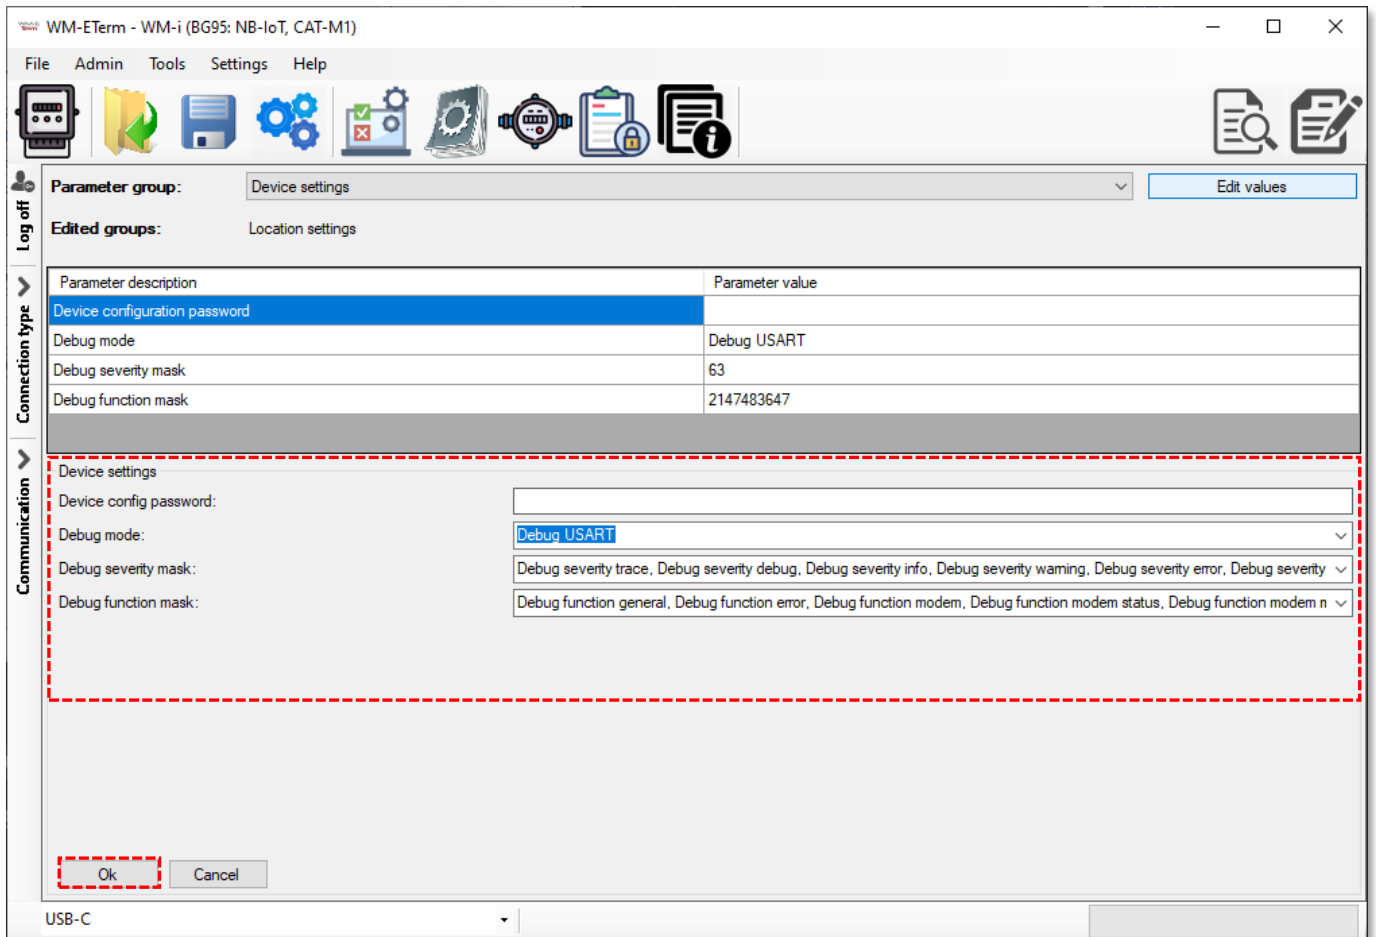 WM-ETerm - WM-i (BG95: NB-IoT, CAT-M1)
File Admin Tools Settings Help
Log off
Connection type
Communication
Parameter group: Device settings Edit values
Edited groups: Location settings
Parameter description Parameter value
Device configuration password
Debug mode Debug USART
Debug severity mask 63
Debug function mask 2147483647
Device settings
Device config password:
Debug mode: Debug USART
Debug severity mask: Debug severity trace, Debug severity debug, Debug severity info, Debug severity warning, Debug severity error, Debug severity
Debug function mask: Debug function general, Debug function error, Debug function modem, Debug function modem status, Debug function modem
Ok Cancel
USB-C